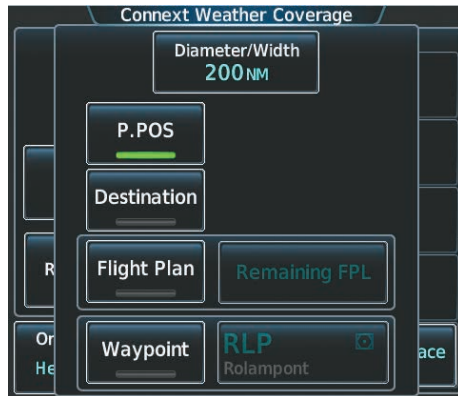 Connext Weather Coverage
Diameter/Width
200NM
P.POS
Destination
Flight Plan
Remaining FPL
Waypoint
RLP
Rolampont